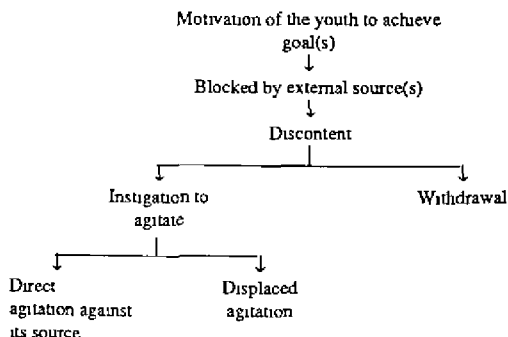 Motivation of the youth to achieve
goal(s)
Blocked by external source(s)
Discontent
Instigation to
agitate
Withdrawal
Direct
agitation against
its source.
Displaced
agitation